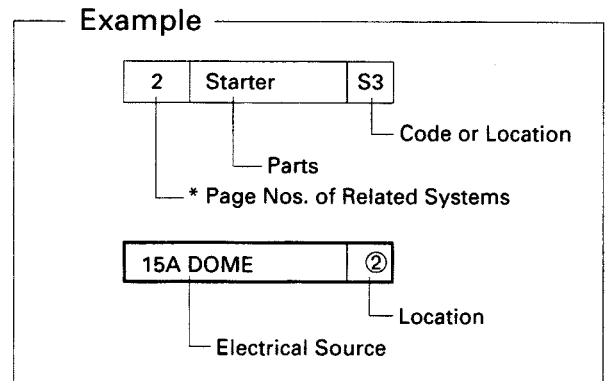 Example
2 Starter S3
Code or Location
Parts
* Page Nos. of Related Systems
15A DOME ②
Location
Electrical Source